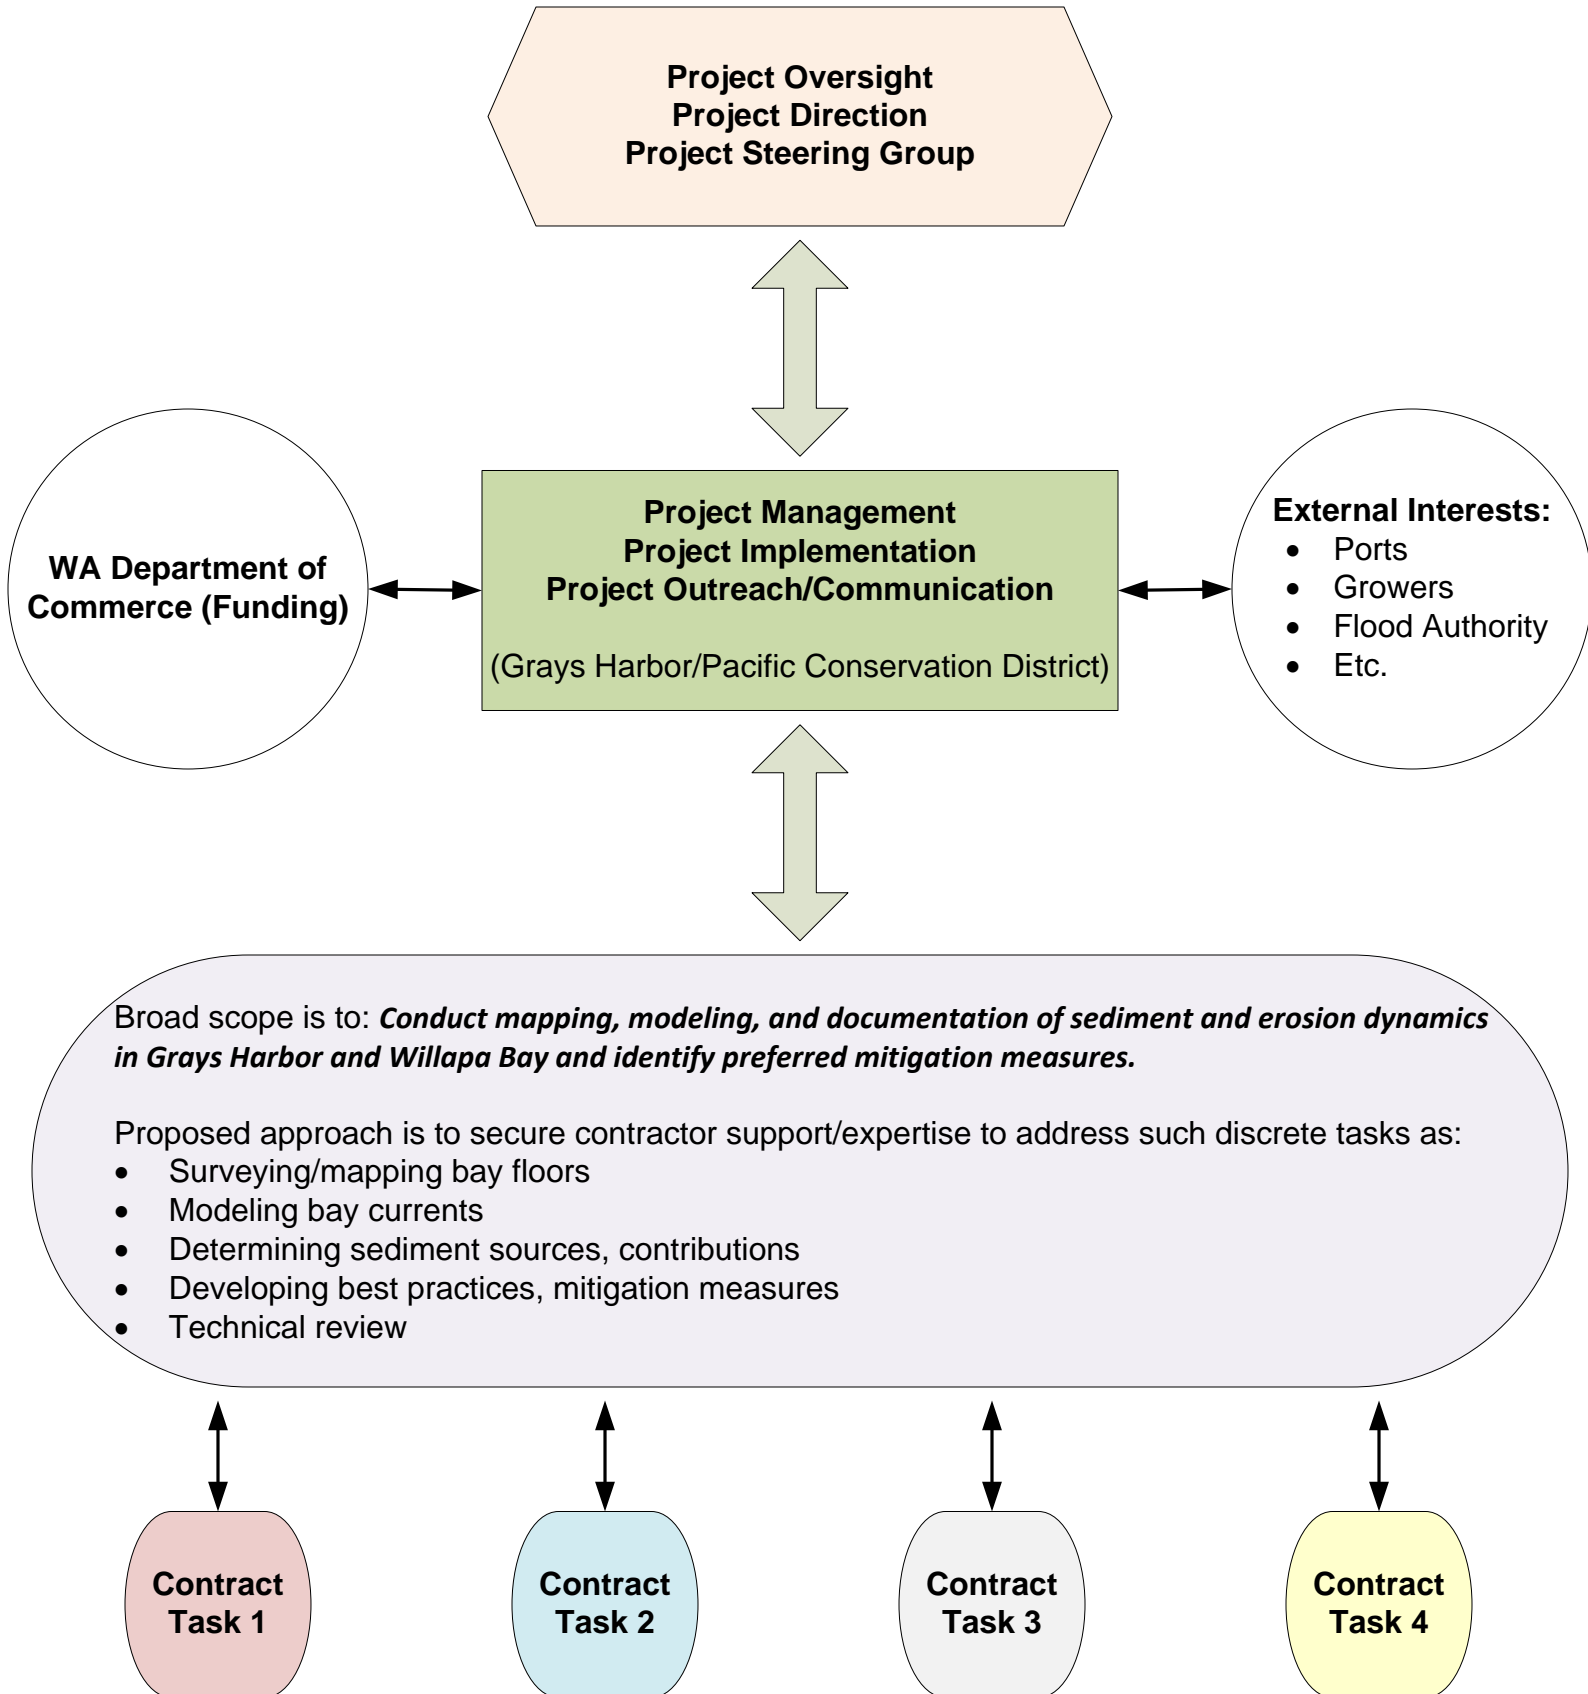 Project Oversight
Project Direction
Project Steering Group
WA Department of
Commerce (Funding)
Project Management
Project Implementation
Project Outreach/Communication
(Grays Harbor/Pacific Conservation District)
External Interests:
• Ports
• Growers
• Flood Authority
• Etc.
Broad scope is to: Conduct mapping, modeling, and documentation of sediment and erosion dynamics
in Grays Harbor and Willapa Bay and identify preferred mitigation measures.
Proposed approach is to secure contractor support/expertise to address such discrete tasks as:
• Surveying/mapping bay floors
• Modeling bay currents
• Determining sediment sources, contributions
• Developing best practices, mitigation measures
• Technical review
Contract
Task 1
Contract
Task 2
Contract
Task 3
Contract
Task 4